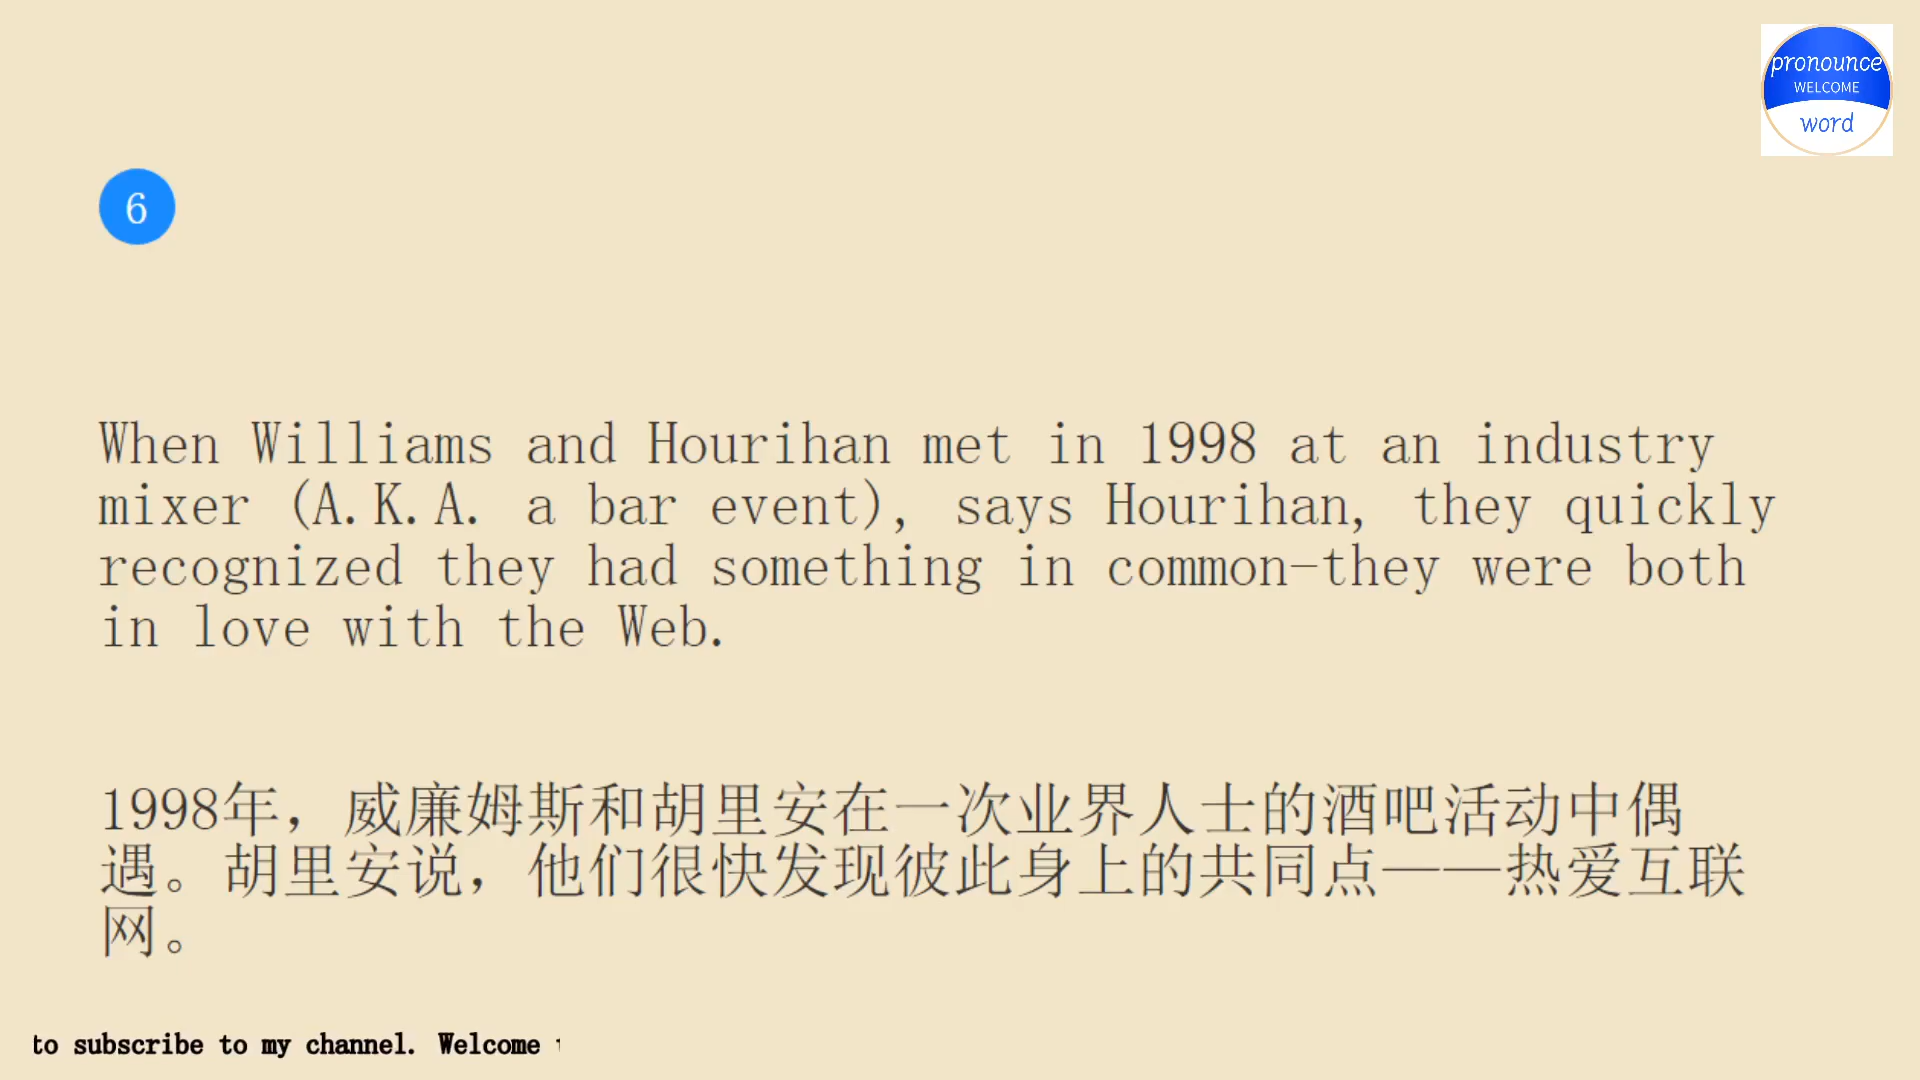 pronounce
WELCOME
word
6
When Williams and Hourihan met in 1998 at an industry
mixer (A.K.A. a bar event), says Hourihan, they quickly
recognized they had something in common-they were both
in love with the Web.
1998年，威廉姆斯和胡里安在一次业界人士的酒吧活动中偶
遇。胡里安说，他们很快发现彼此身上的共同点——热爱互联
网。
to subscribe to my channel. Welcome